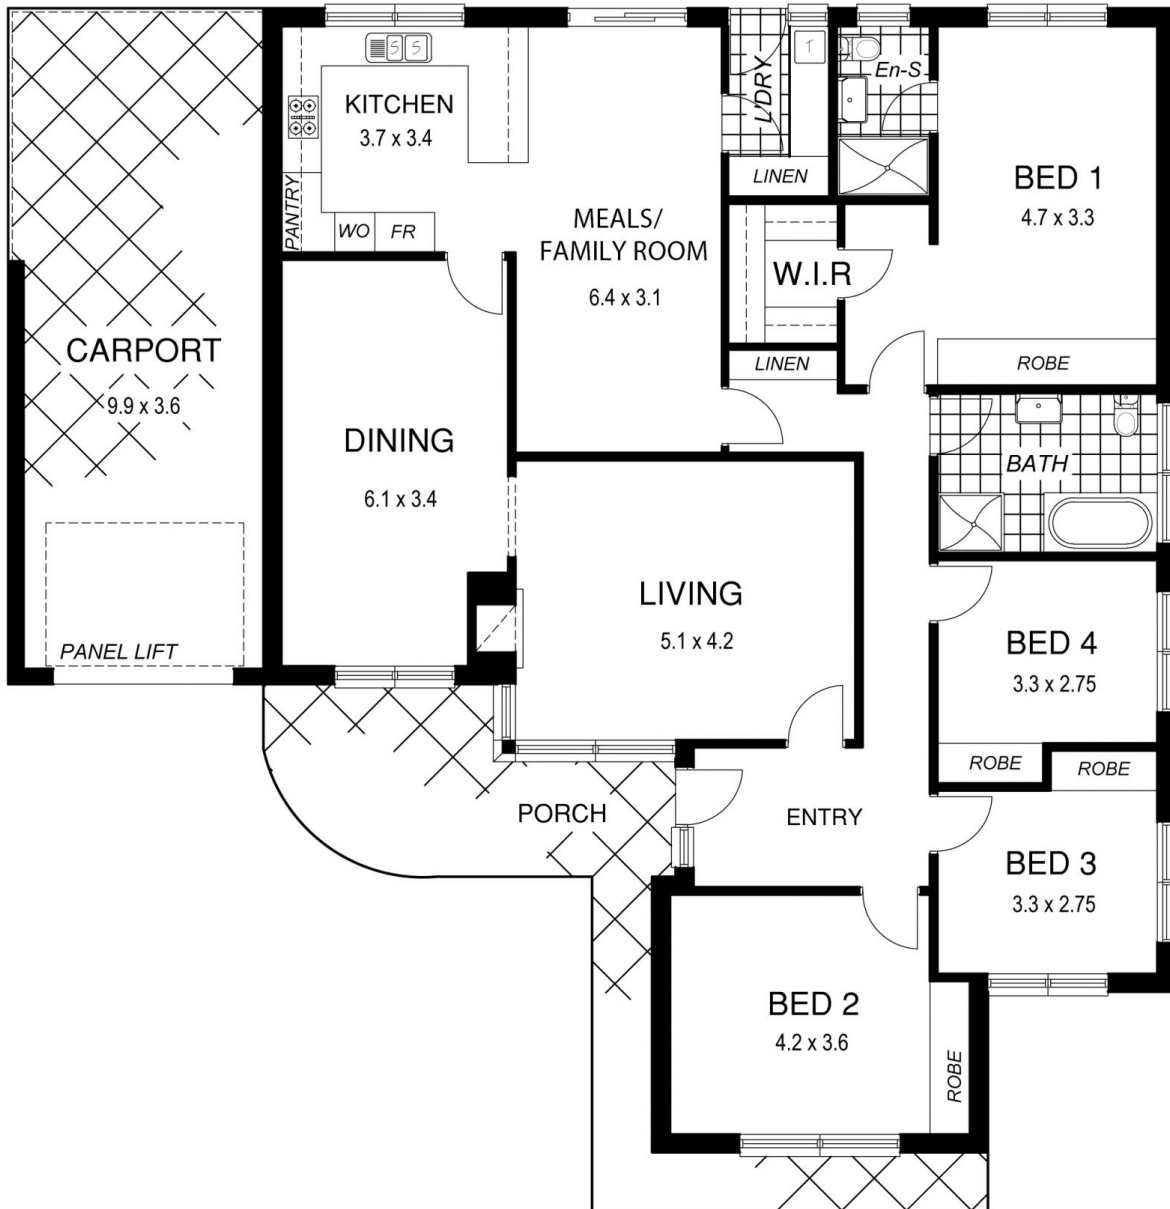 KITCHEN
3.7 x 3.4
S S
PANTRY
WO
FR
MEALS/
FAMILY ROOM
6.4 x 3.1
L'DRY
T
LINEN
En-S
BED 1
4.7 x 3.3
W.I.R
ROBE
LINEN
CARPORT
9.9 x 3.6
PANEL LIFT
DINING
6.1 x 3.4
BATH
LIVING
5.1 x 4.2
BED 4
3.3 x 2.75
ROBE
ROBE
PORCH
ENTRY
BED 3
3.3 x 2.75
BED 2
4.2 x 3.6
ROBE